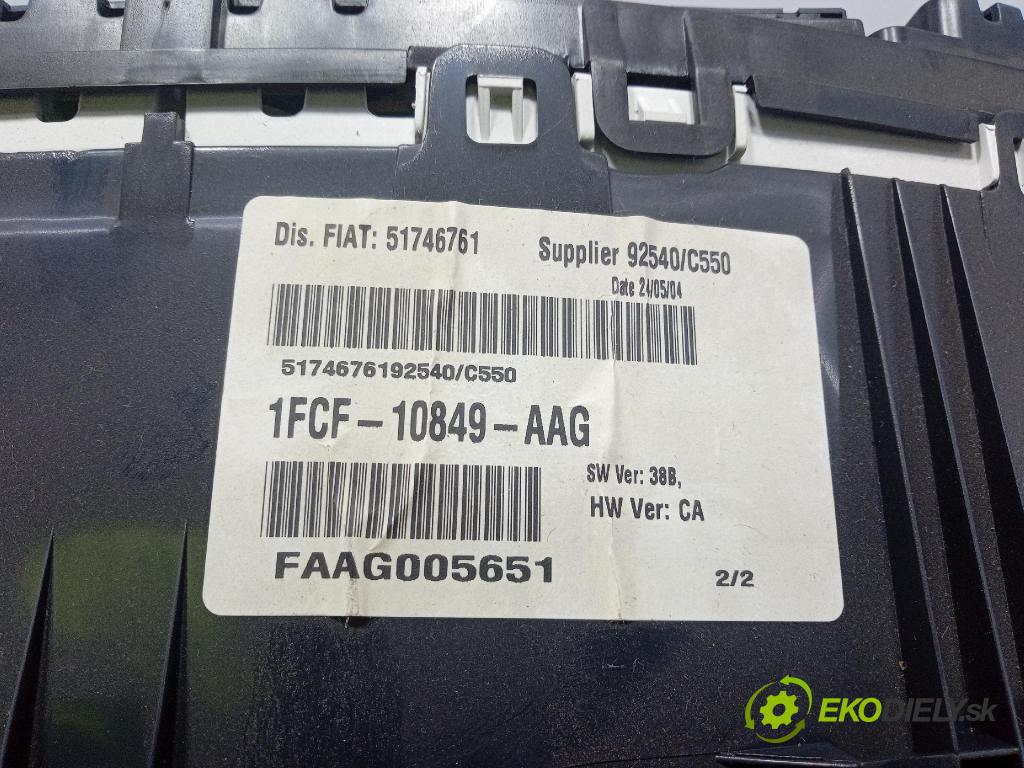 Dis. FIAT: 51746761 Supplier 92540/C550
Date 24/05/04
5174676192540/C550
1FCF-10849-AAG
SW Ver: 38B,
HW Ver: CA
FAAG005651 2/2
EKODIELY.sk